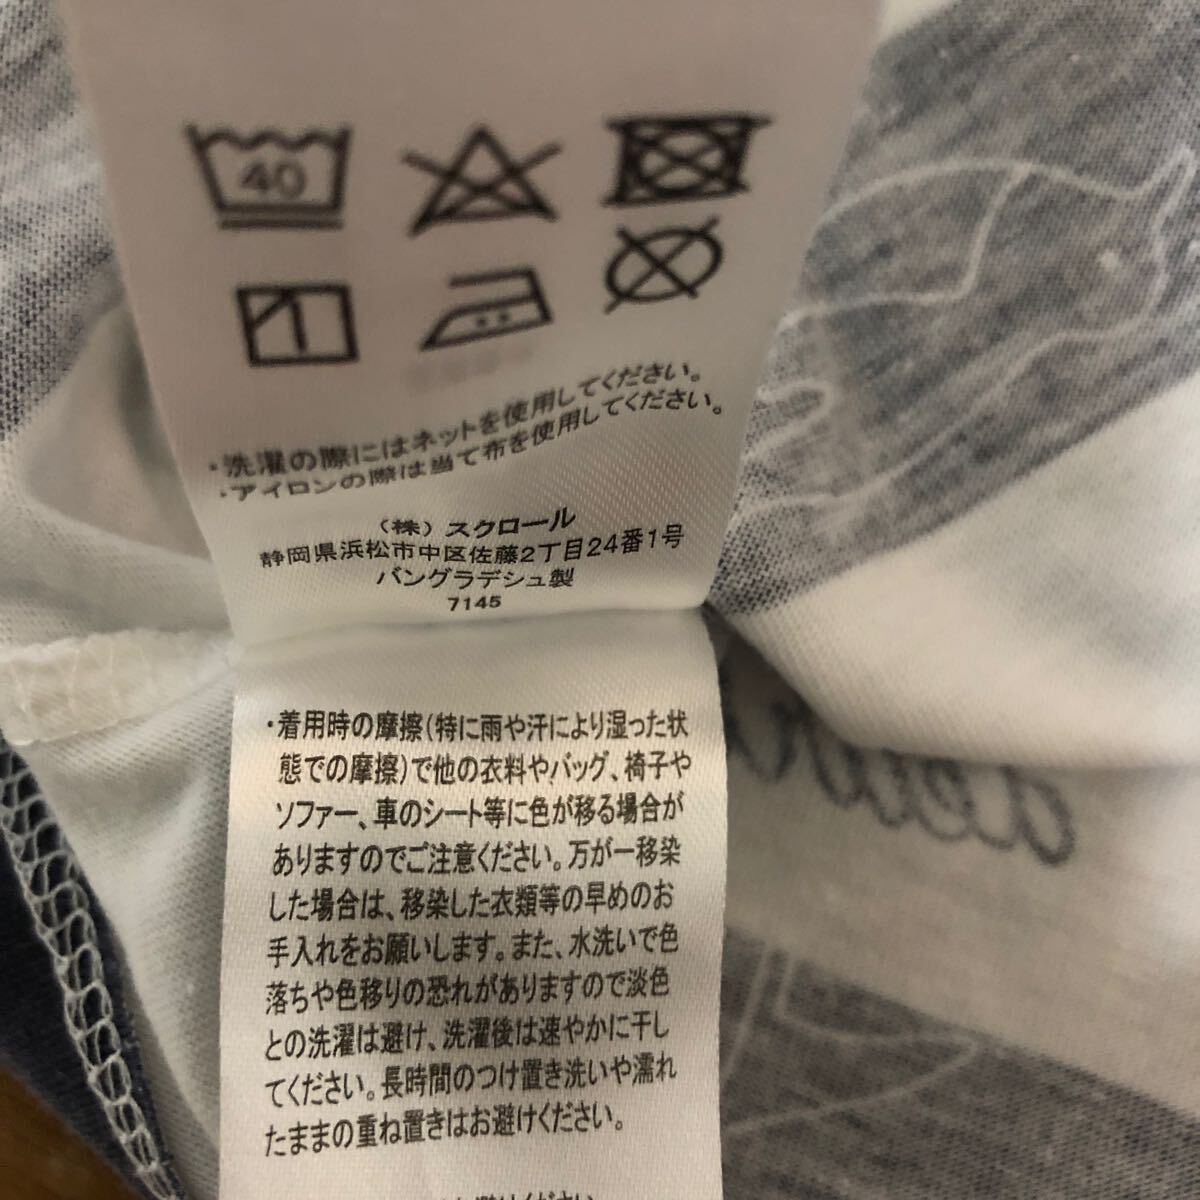 40
・洗濯の際にはネットを使用してください。
・アイロンの際は当て布を使用してください。
（株）スクロール
静岡県浜松市中区佐藤2丁目24番1号
バングラデシュ製
7145
・着用時の摩擦(特に雨や汗により湿った状
態での摩擦)で他の衣料やバッグ、椅子や
ソファー、車のシート等に色が移る場合が
ありますのでご注意ください。万が一移染
した場合は、移染した衣類等の早めのお
手入れをお願いします。また、水洗いで色
落ちや色移りの恐れがありますので淡色
との洗濯は避け、洗濯後は速やかに干し
てください。長時間のつけ置き洗いや濡れ
たままの重ね置きはお避けください。